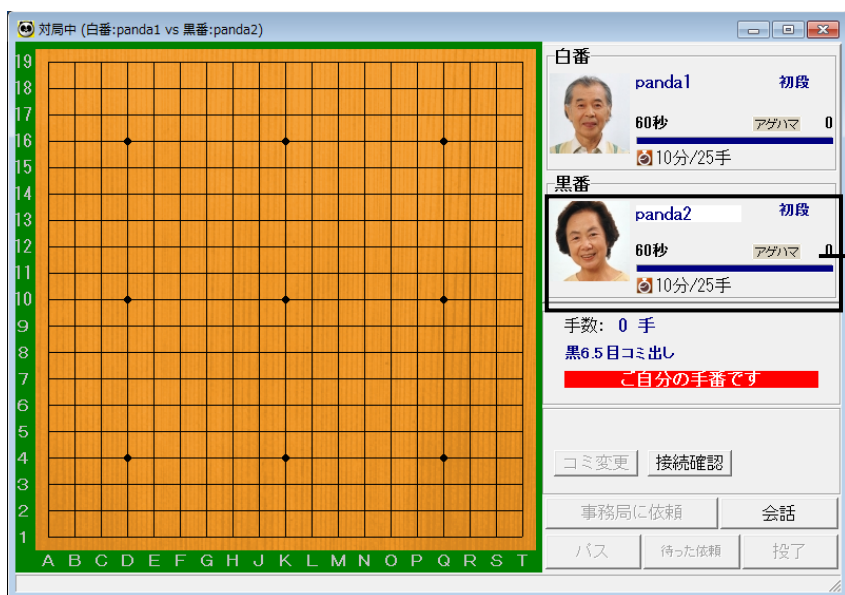 対局中 (白番:panda1 vs 黒番:panda2)
19
18
17
16
15
14
13
12
11
10
9
8
7
6
5
4
3
2
1
A B C D E F G H J K L M N O P Q R S T
白番
panda1 初段
60秒 アゲハマ 0
10分/25手
黒番
panda2 初段
60秒 アゲハマ 0
10分/25手
手数: 0 手
黒6.5目コミ出し
ご自分の手番です
コミ変更 接続確認
事務局に依頼 会話
パス 待った依頼 投了